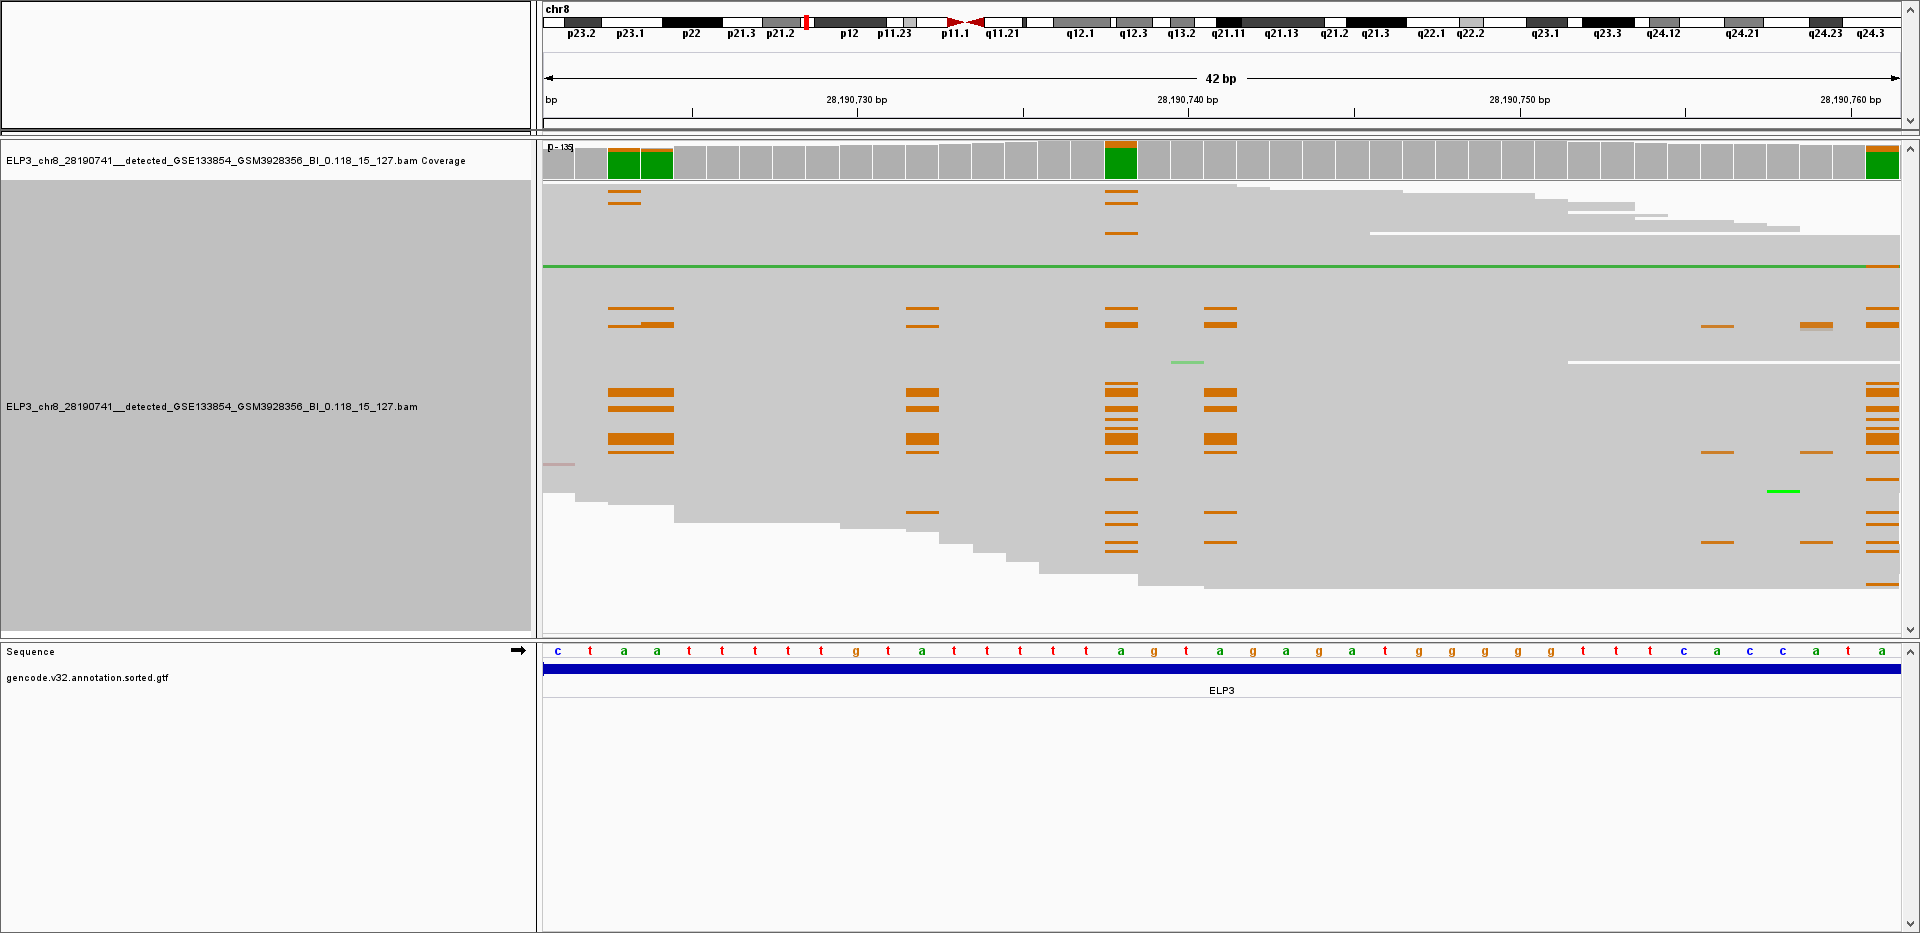 chr8
p23.2 p23.1 p22 p21.3 p21.2 p12 p11.23 p11.1 q11.21 q12.1 q12.3 q13.2 q21.11 q21.13 q21.2 q21.3 q22.1 q22.2 q23.1 q23.3 q24.12 q24.21 q24.23 q24.3
42 bp
bp 28,190,730 bp 28,190,740 bp 28,190,750 bp 28,190,760 bp
[0 - 135]
ELP3_chr8_28190741__detected_GSE133854_GSM3928356_BI_0.118_15_127.bam Coverage
ELP3_chr8_28190741__detected_GSE133854_GSM3928356_BI_0.118_15_127.bam
Sequence
c t a a t t t t t g t a t t t t t a g t a g a g a t g g g g g t t t c a c c a t a
gencode.v32.annotation.sorted.gtf
ELP3